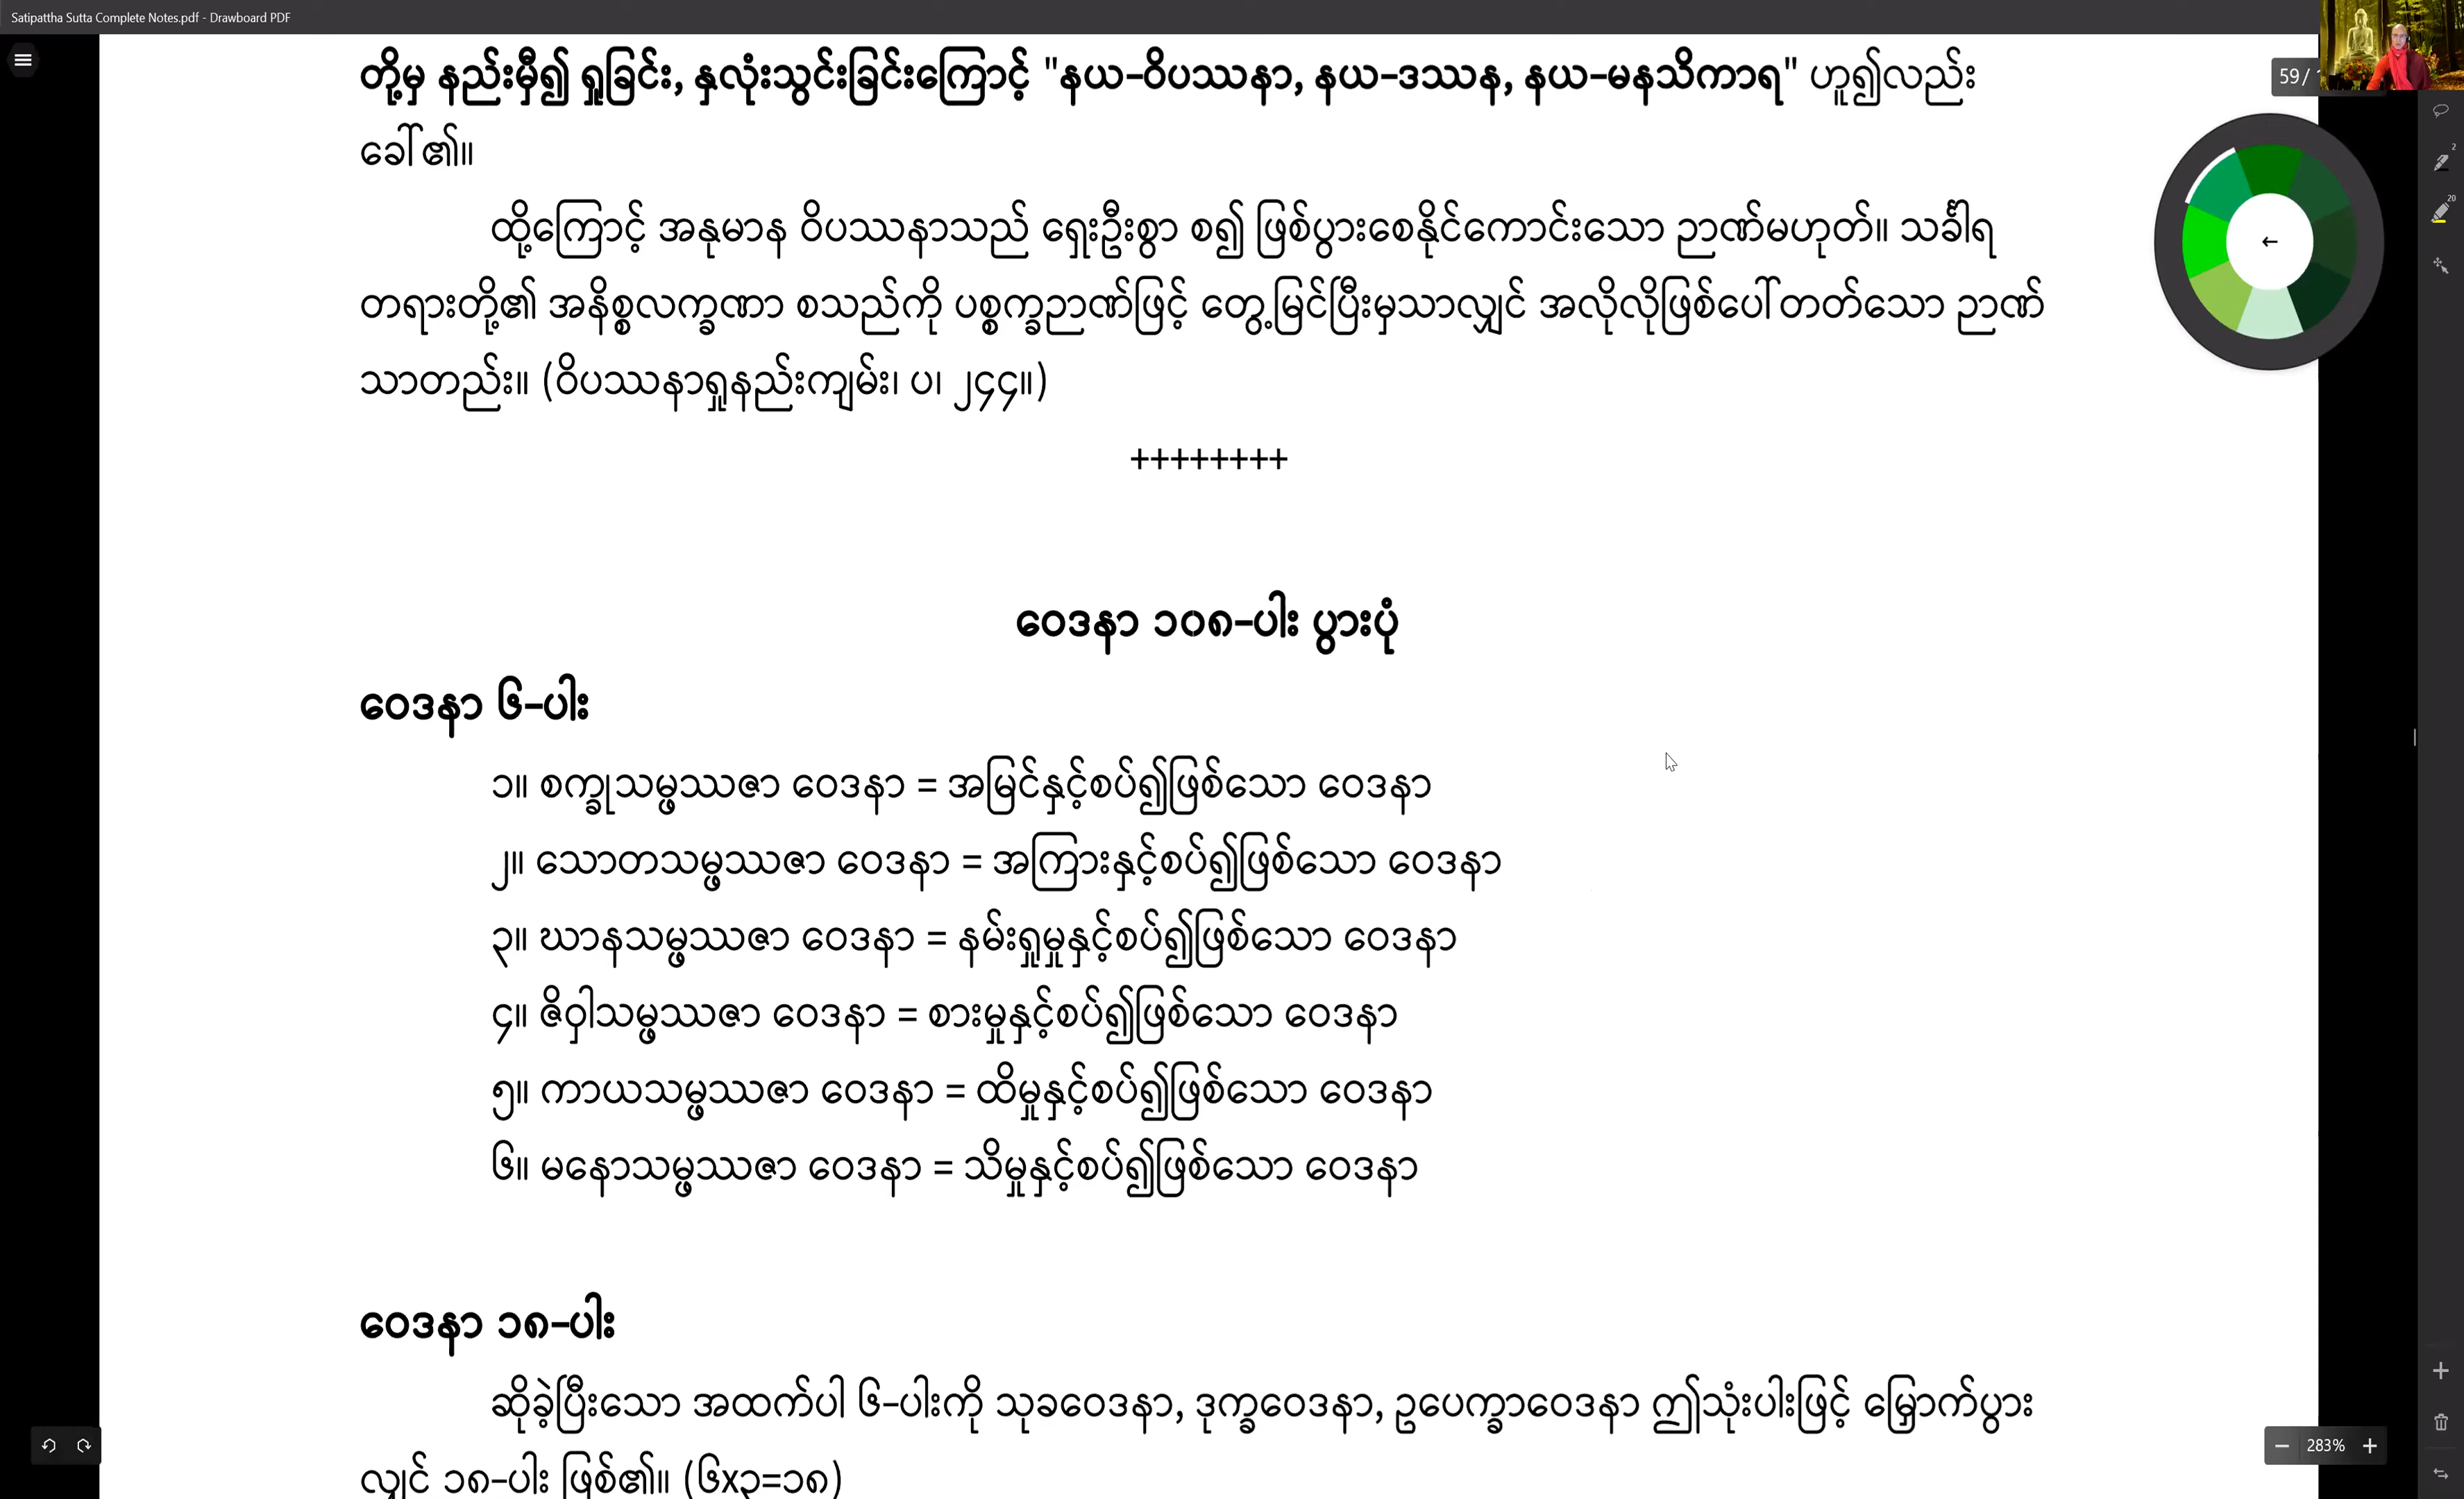 Satipattha Sutta Complete Notes.pdf - Drawboard PDF
တို့မှ နည်းမှီ၍ ရှုခြင်း, နှလုံးသွင်းခြင်းကြောင့် "နယ–ဝိပဿနာ, နယ–ဒဿန, နယ–မနသိကာရ" ဟူ၍လည်း
59/
ခေါ်၏။
2
20
ထို့ကြောင့် အနုမာန ဝိပဿနာသည် ရှေးဦးစွာ စ၍ ဖြစ်ပွားစေနိုင်ကောင်းသော ဉာဏ်မဟုတ်။ သင်္ခါရ
တရားတို့၏ အနိစ္စလက္ခဏာ စသည်ကို ပစ္စက္ခဉာဏ်ဖြင့် တွေ့မြင်ပြီးမှသာလျှင် အလိုလိုဖြစ်ပေါ်တတ်သော ဉာဏ်
သာတည်း။ (ဝိပဿနာရှုနည်းကျမ်း၊ ပ၊ ၂၄၄။)
++++++++
ဝေဒနာ ၁၀၈–ပါး ပွားပုံ
ဝေဒနာ ၆–ပါး
၁။ စက္ခုသမ္ဖဿဇာ ဝေဒနာ = အမြင်နှင့်စပ်၍ဖြစ်သော ဝေဒနာ
၂။ သောတသမ္ဖဿဇာ ဝေဒနာ = အကြားနှင့်စပ်၍ဖြစ်သော ဝေဒနာ
၃။ ဃာနသမ္ဖဿဇာ ဝေဒနာ = နမ်းရှုမှုနှင့်စပ်၍ဖြစ်သော ဝေဒနာ
၄။ ဇိဝှါသမ္ဖဿဇာ ဝေဒနာ = စားမှုနှင့်စပ်၍ဖြစ်သော ဝေဒနာ
၅။ ကာယသမ္ဖဿဇာ ဝေဒနာ = ထိမှုနှင့်စပ်၍ဖြစ်သော ဝေဒနာ
၆။ မနောသမ္ဖဿဇာ ဝေဒနာ = သိမှုနှင့်စပ်၍ဖြစ်သော ဝေဒနာ
ဝေဒနာ ၁၈–ပါး
ဆိုခဲ့ပြီးသော အထက်ပါ ၆–ပါးကို သုခဝေဒနာ, ဒုက္ခဝေဒနာ, ဥပေက္ခာဝေဒနာ ဤသုံးပါးဖြင့် မြှောက်ပွား
283%
လျှင် ၁၈–ပါး ဖြစ်၏။ (၆x၃=၁၈)